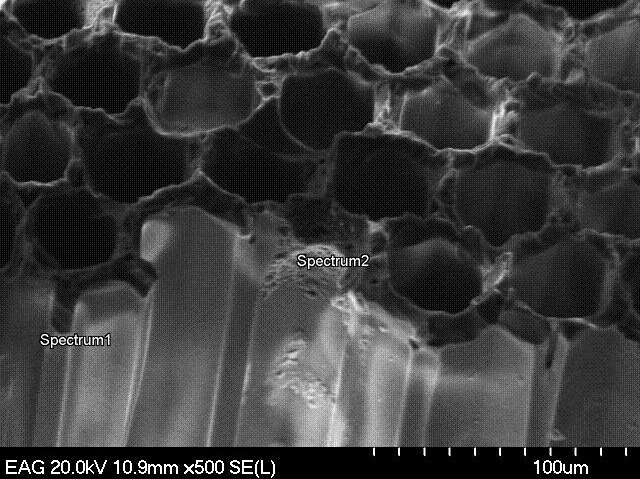 Spectrum2
Spectrum1
EAG 20.0kV 10.9mm x500 SE(L) 100um